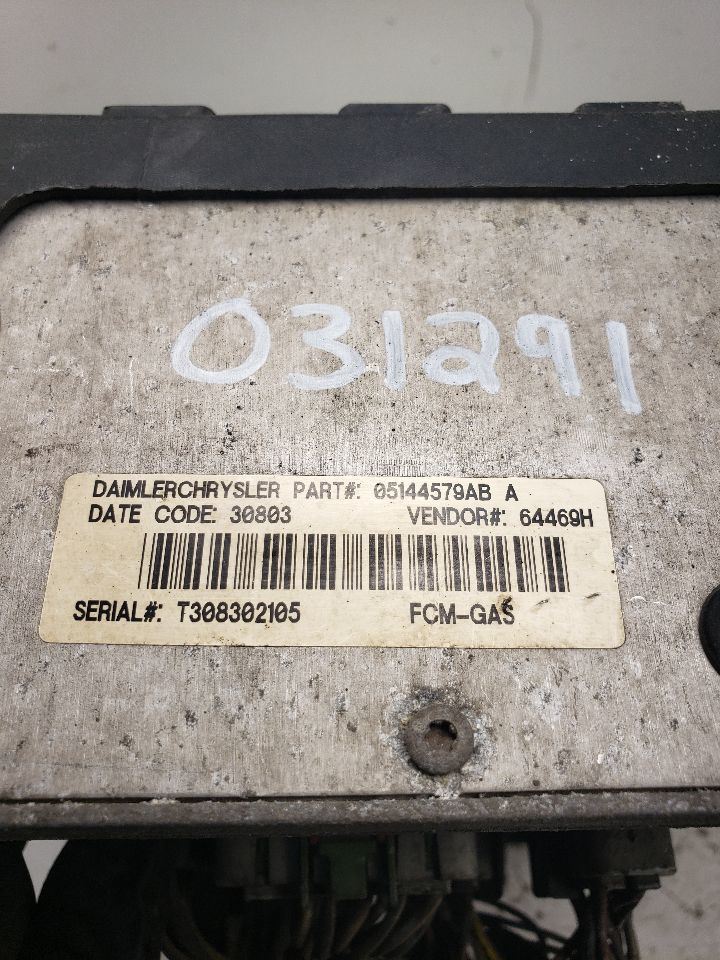 031291
DAIMLERCHRYSLER PART#: 05144579AB A
DATE CODE: 30803 VENDOR#: 64469H
SERIAL#: T308302105 FCM-GAS